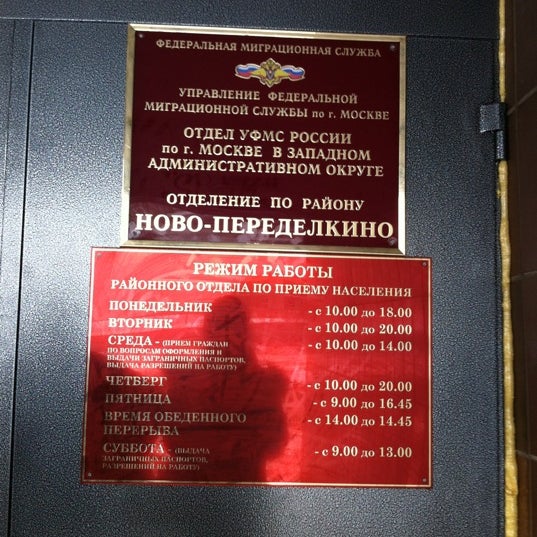 ФЕДЕРАЛЬНАЯ МИГРАЦИОННАЯ СЛУЖБА
УПРАВЛЕНИЕ ФЕДЕРАЛЬНОЙ
МИГРАЦИОННОЙ СЛУЖБЫ по г. МОСКВЕ
ОТДЕЛ УФМС РОССИИ
по г. МОСКВЕ В ЗАПАДНОМ
АДМИНИСТРАТИВНОМ ОКРУГЕ
ОТДЕЛЕНИЕ ПО РАЙОНУ
НОВО-ПЕРЕДЕЛКИНО
РЕЖИМ РАБОТЫ
РАЙОННОГО ОТДЕЛА ПО ПРИЕМУ НАСЕЛЕНИЯ
ПОНЕДЕЛЬНИК - с 10.00 до 18.00
ВТОРНИК - с 10.00 до 20.00
СРЕДА - (ПРИЕМ ГРАЖДАН - с 10.00 до 14.00
ПО ВОПРОСАМ ОФОРМЛЕНИЯ И
ВЫДАЧИ ЗАГРАНИЧНЫХ ПАСПОРТОВ,
ВЫДАЧА РАЗРЕШЕНИЙ НА РАБОТУ)
ЧЕТВЕРГ - с 10.00 до 20.00
ПЯТНИЦА - с 9.00 до 16.45
ВРЕМЯ ОБЕДЕННОГО - с 14.00 до 14.45
ПЕРЕРЫВА
СУББОТА - (ВЫДАЧА - с 9.00 до 13.00
ЗАГРАНИЧНЫХ ПАСПОРТОВ,
РАЗРЕШЕНИЙ НА РАБОТУ)